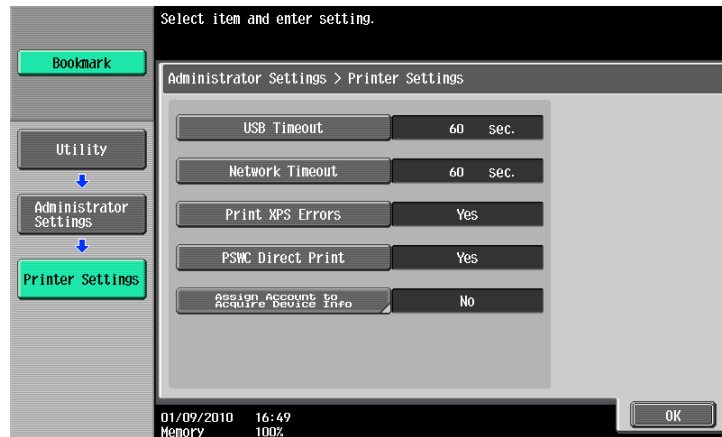 Select item and enter setting.
Bookmark
Administrator Settings > Printer Settings
Utility
Administrator
Settings
Printer Settings
USB Timeout 60 sec.
Network Timeout 60 sec.
Print XPS Errors Yes
PSWC Direct Print Yes
Assign Account to
Acquire Device Info No
01/09/2010 16:49
Memory 100%
OK